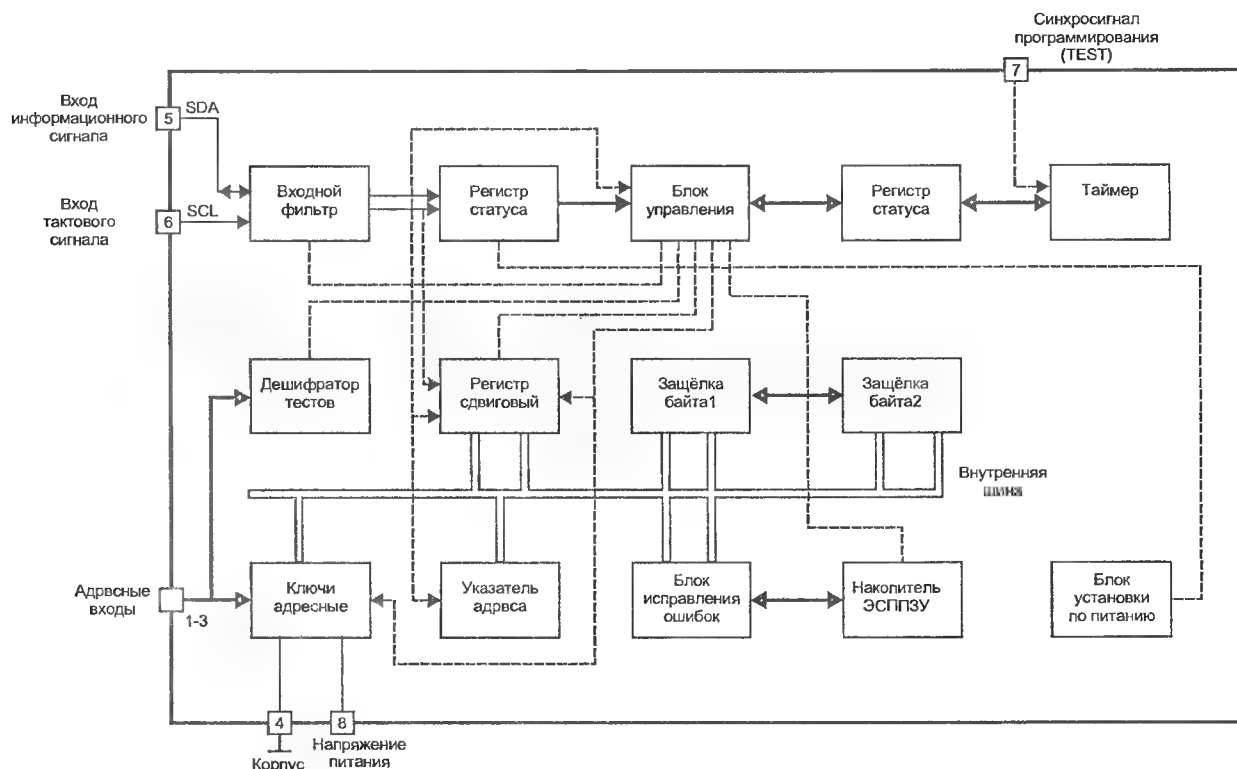 Синхросигнал
программирования
(TEST)
7
Вход
информационного
сигнала
5
SDA
Вход
тактового
сигнала
6
SCL
Входной
фильтр
Регистр
статуса
Блок
управления
Регистр
статуса
Таймер
Дешифратор
тестов
Регистр
сдвиговый
Защёлка
байта1
Защёлка
байта2
Внутренняя
шина
Адрвсные
входы
1-3
Ключи
адресные
Указатель
адрвса
Блок
исправления
ошибок
Накопитель
ЭСППЗУ
Блок
установки
по питанию
4
8
Корпус
Напряжение
питания